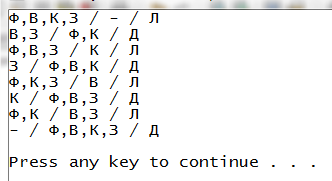 Ф,В,К,З / - / Л
В,З / Ф,К / Д
Ф,В,З / К / Л
З / Ф,В,К / Д
Ф,К,З / В / Л
К / Ф,В,З / Д
Ф,К / В,З / Л
- / Ф,В,К,З / Д
Press any key to continue . . .